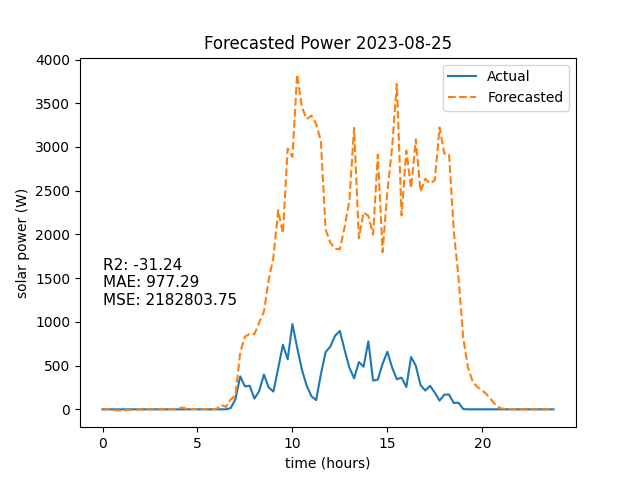 Forecasted Power 2023-08-25
4000
3500
3000
2500
2000
1500
1000
500
0
solar power (W)
Actual
Forecasted
R2: -31.24
MAE: 977.29
MSE: 2182803.75
0
5
10
15
20
time (hours)